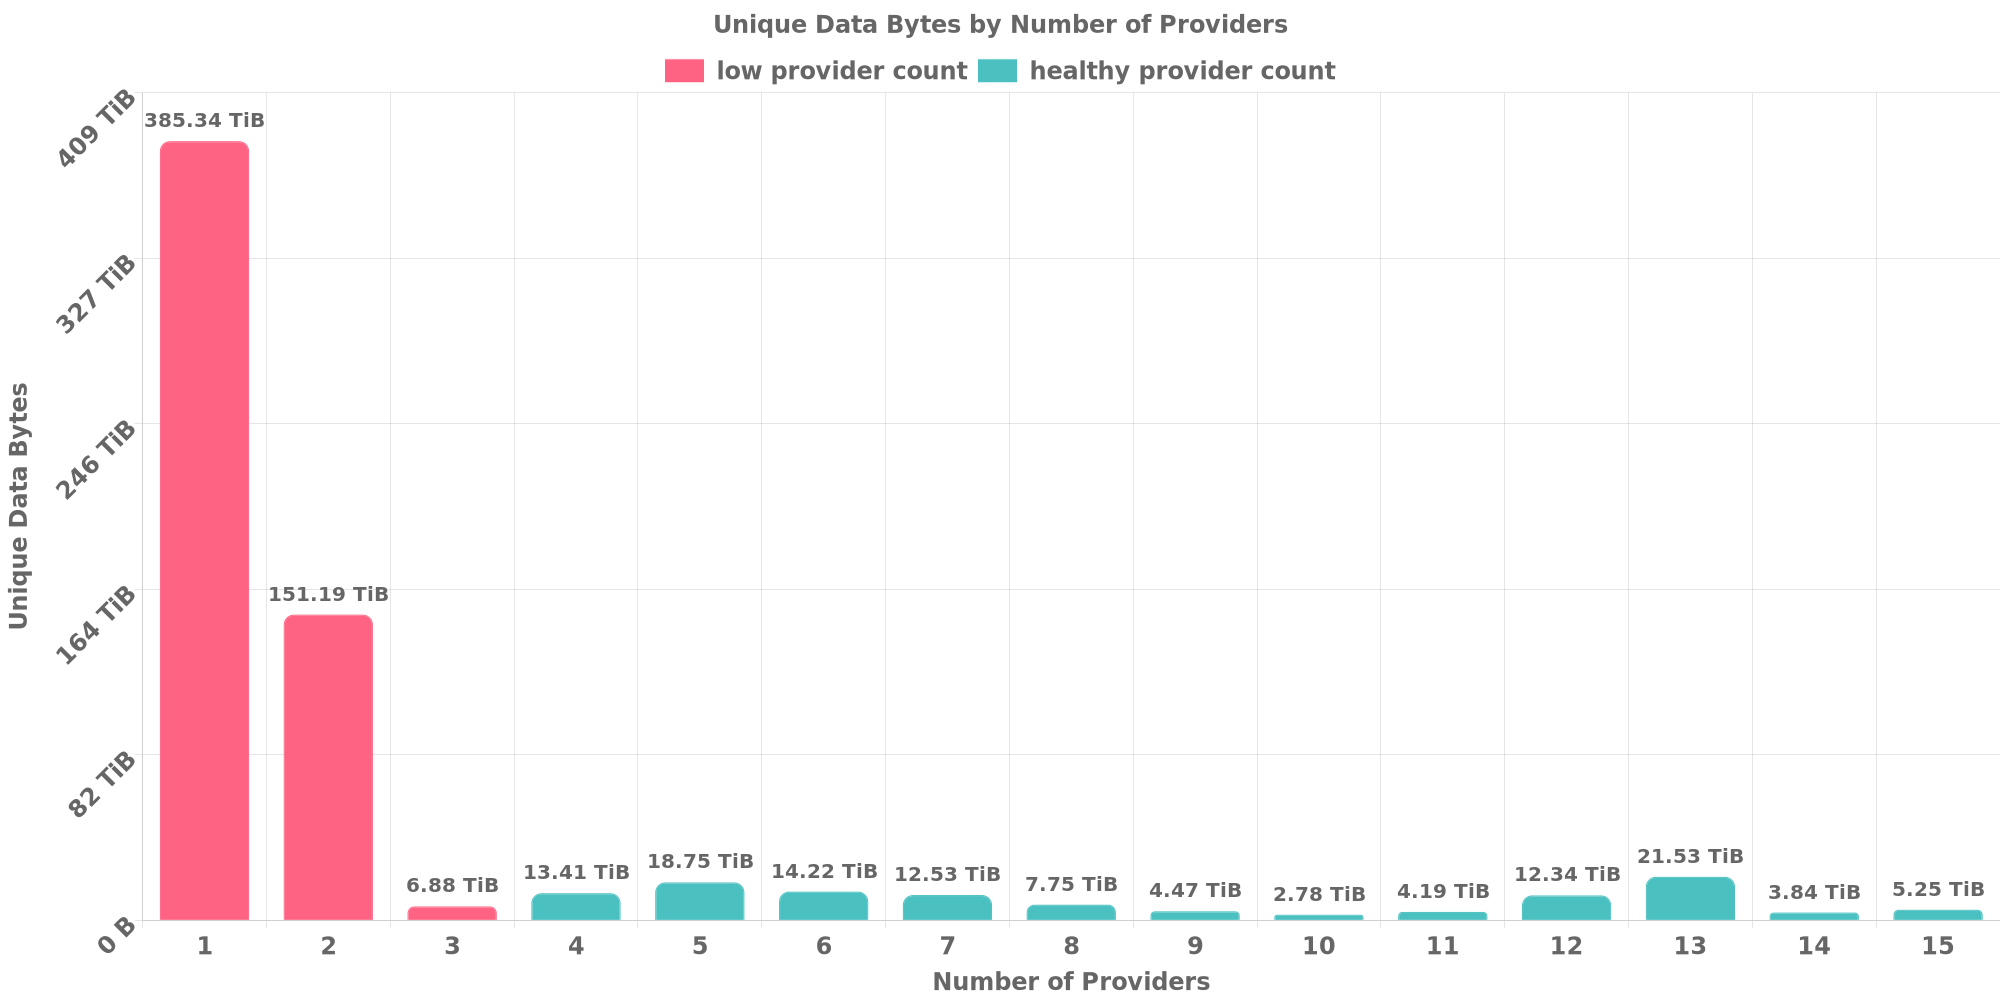 Unique Data Bytes by Number of Providers
low provider count healthy provider count
409 TiB
327 TiB
246 TiB
164 TiB
82 TiB
0 B
Unique Data Bytes
385.34 TiB
151.19 TiB
6.88 TiB
13.41 TiB
18.75 TiB
14.22 TiB
12.53 TiB
7.75 TiB
4.47 TiB
2.78 TiB
4.19 TiB
12.34 TiB
21.53 TiB
3.84 TiB
5.25 TiB
1 2 3 4 5 6 7 8 9 10 11 12 13 14 15
Number of Providers